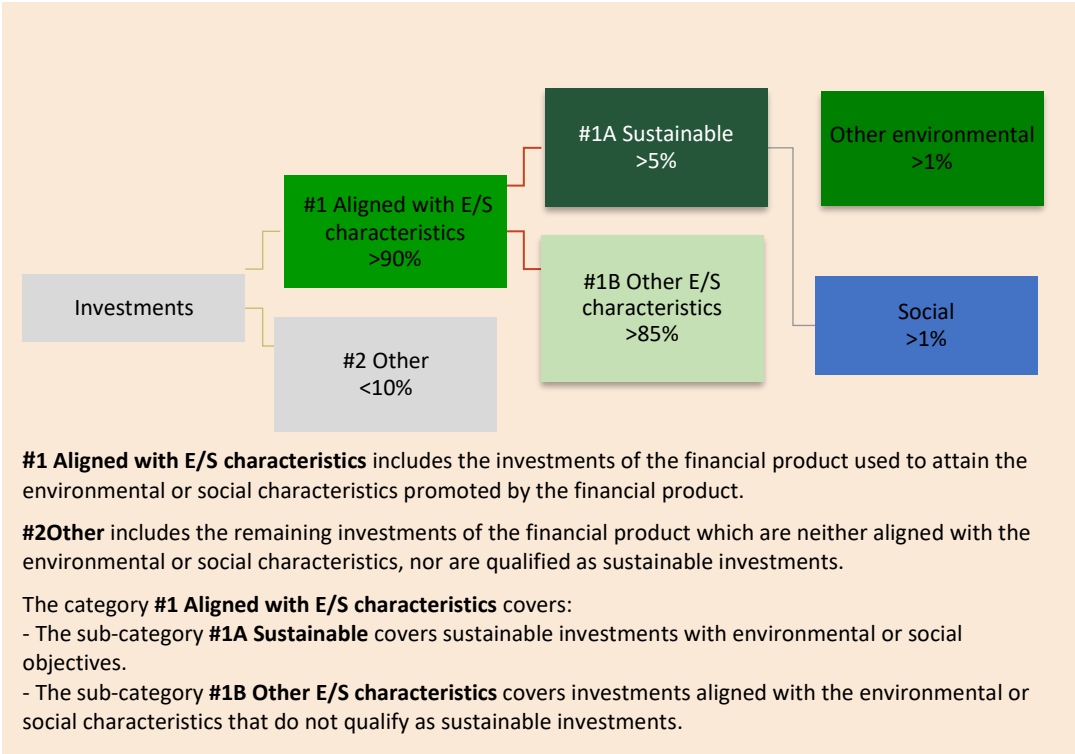 #1A Sustainable
>5%
Other environmental
>1%
#1 Aligned with E/S
characteristics
>90%
#1B Other E/S
characteristics
>85%
Investments
Social
>1%
#2 Other
<10%
#1 Aligned with E/S characteristics includes the investments of the financial product used to attain the
environmental or social characteristics promoted by the financial product.
#2Other includes the remaining investments of the financial product which are neither aligned with the
environmental or social characteristics, nor are qualified as sustainable investments.
The category #1 Aligned with E/S characteristics covers:
- The sub-category #1A Sustainable covers sustainable investments with environmental or social
objectives.
- The sub-category #1B Other E/S characteristics covers investments aligned with the environmental or
social characteristics that do not qualify as sustainable investments.